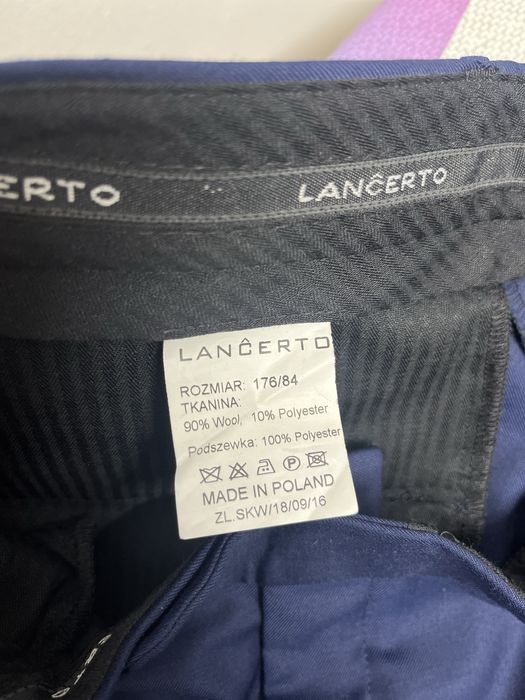 CERTO
LANĈERTO
LANĈERTO
ROZMIAR: 176/84
TKANINA:
90% Wool, 10% Polyester
Podszewka: 100% Polyester
MADE IN POLAND
ZL.SKW/18/09/16